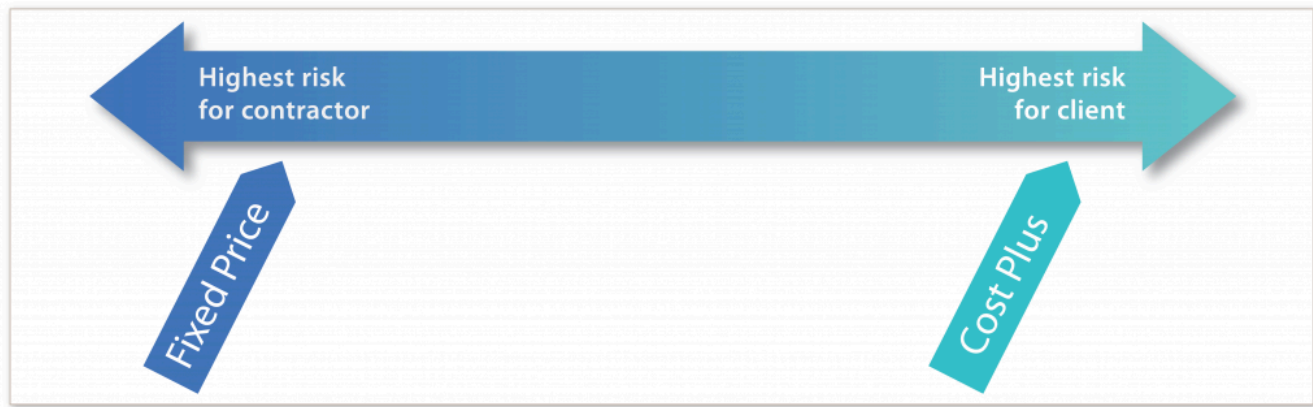 Highest risk
for contractor
Highest risk
for client
Fixed Price
Cost Plus